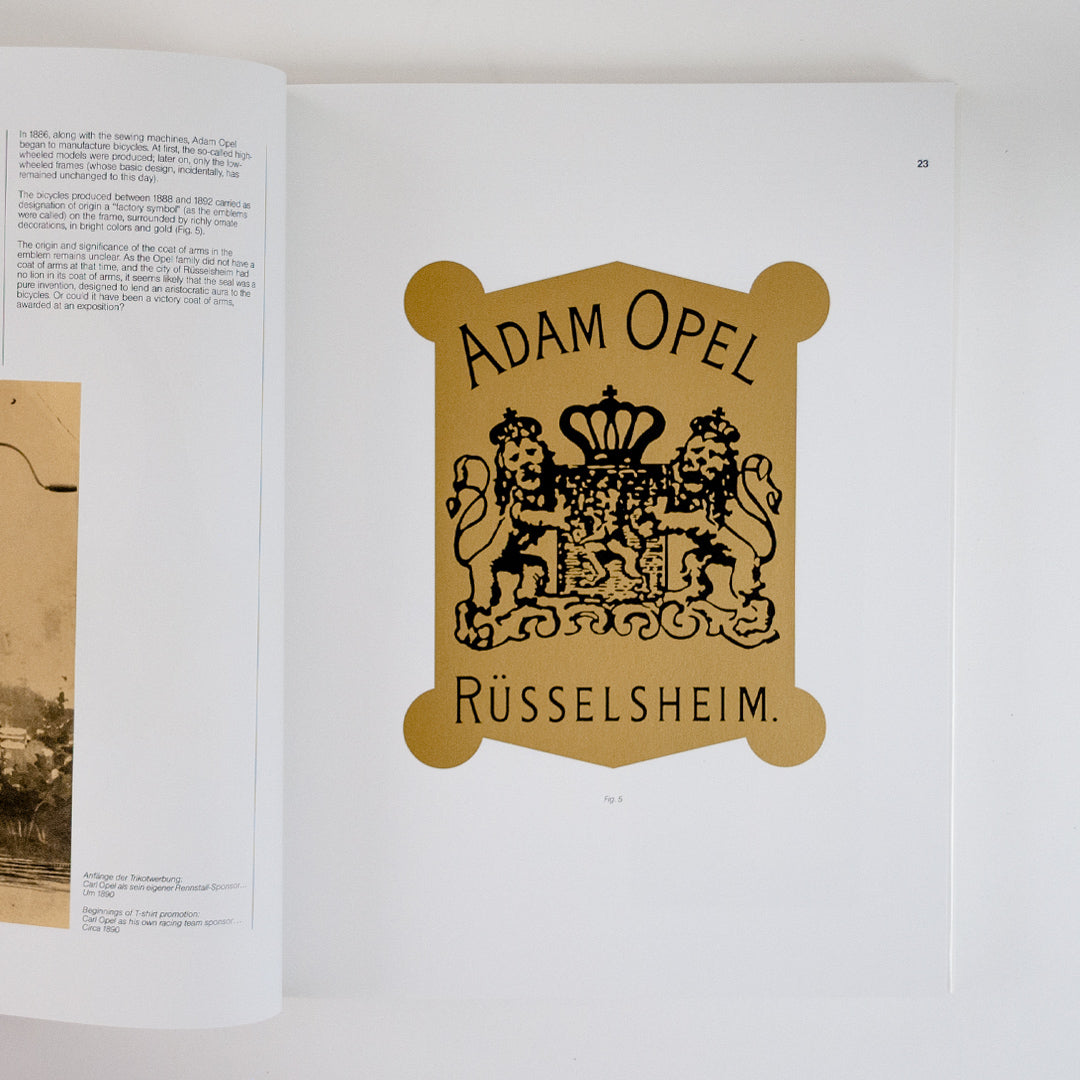 In 1886, along with the sewing machines, Adam Opel
began to manufacture bicycles. At first, the so-called high-
wheeled models were produced; later on, only the low-
wheeled frames (whose basic design, incidentally, has
remained unchanged to this day).
The bicycles produced between 1888 and 1892 carried as
designation of origin a "factory symbol" (as the emblems
were called) on the frame, surrounded by richly ornate
decorations, in bright colors and gold (Fig. 5).
The origin and significance of the coat of arms in the
emblem remains unclear. As the Opel family did not have a
coat of arms at that time, and the city of Rüsselsheim had
no lion in its coat of arms, it seems likely that the seal was a
pure invention, designed to lend an aristocratic aura to the
bicycles. Or could it have been a victory coat of arms,
awarded at an exposition?
Anfänge der Trikotwerbung:
Carl Opel als sein eigener Rennstall-Sponsor...
Um 1890
Beginnings of T-shirt promotion:
Carl Opel as his own racing team sponsor...
Circa 1890
23
ADAM OPEL
RÜSSELSHEIM.
Fig. 5